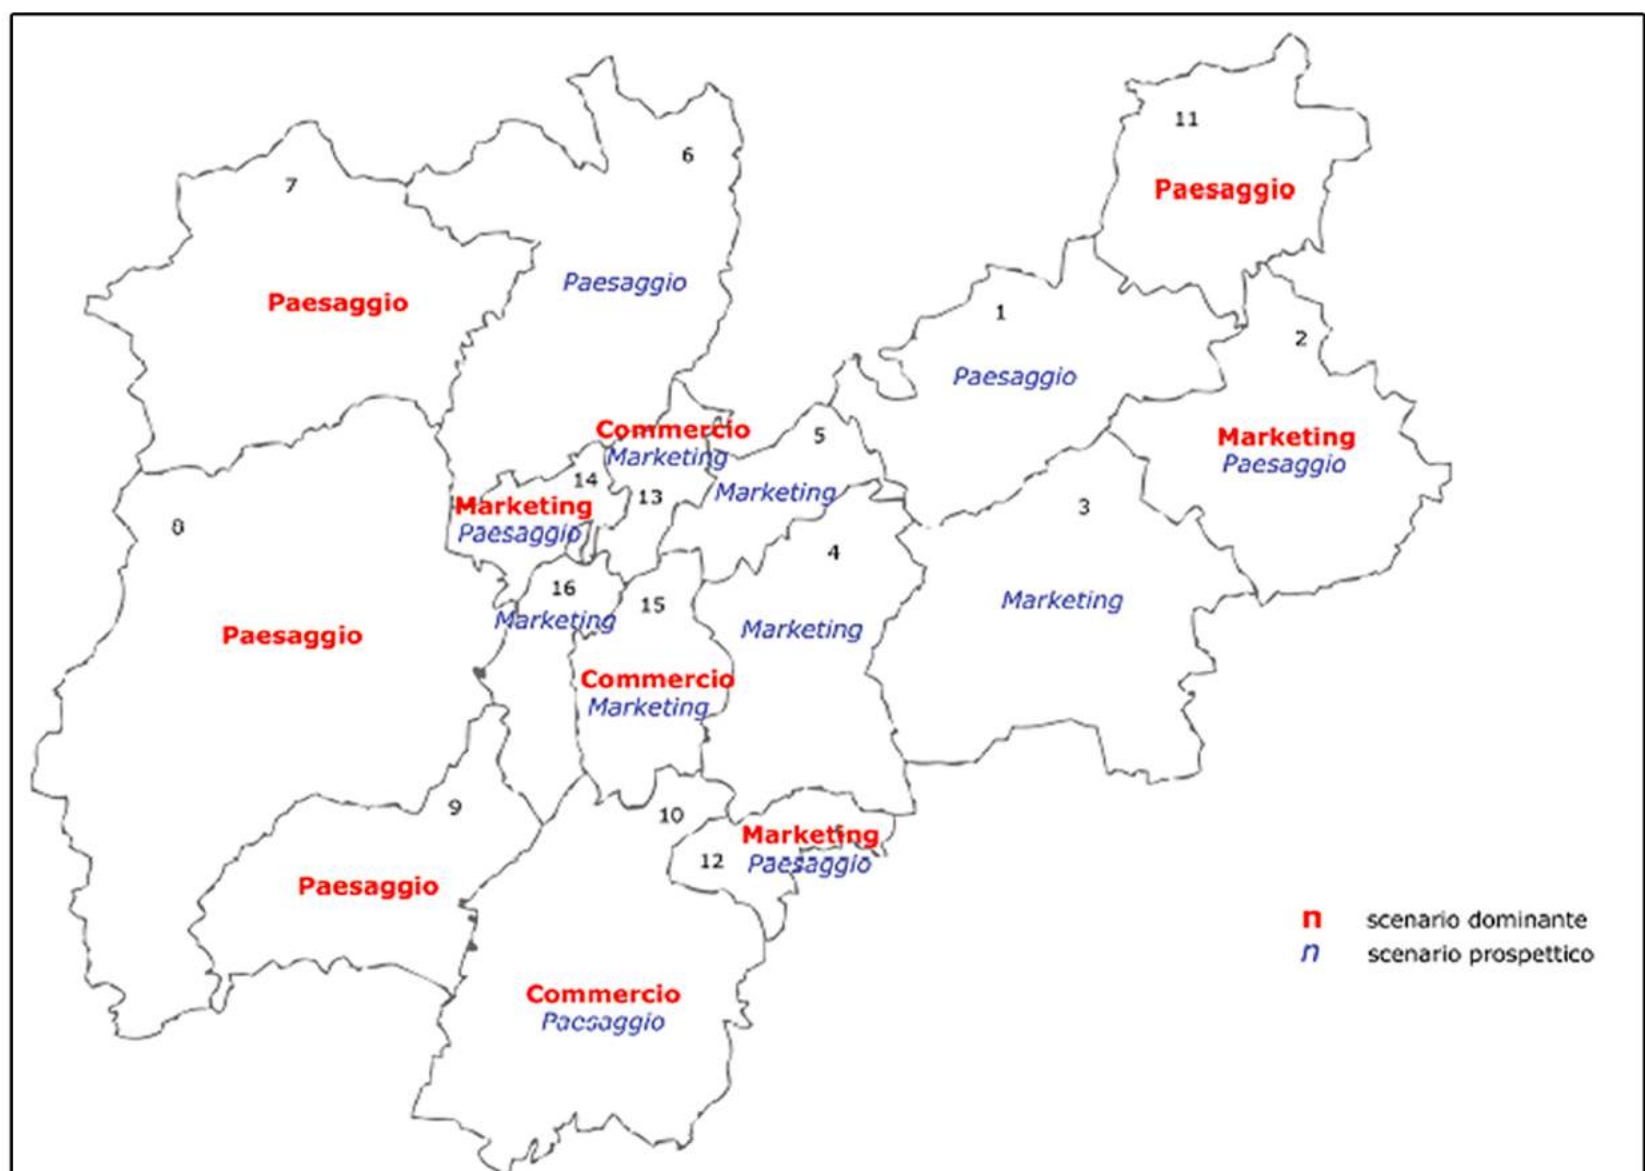 11
6
7
Paesaggio
Paesaggio
Paesaggio
1
2
Paesaggio
Commercio
Marketing
5
Marketing
Paesaggio
14
13
Marketing
Marketing
Paesaggio
3
8
4
16
15
Marketing
Marketing
Marketing
Paesaggio
Commercio
Marketing
9
10
Marketing
Paesaggio
12
Paesaggio
n scenario dominante
n scenario prospettico
Commercio
Paesaggio